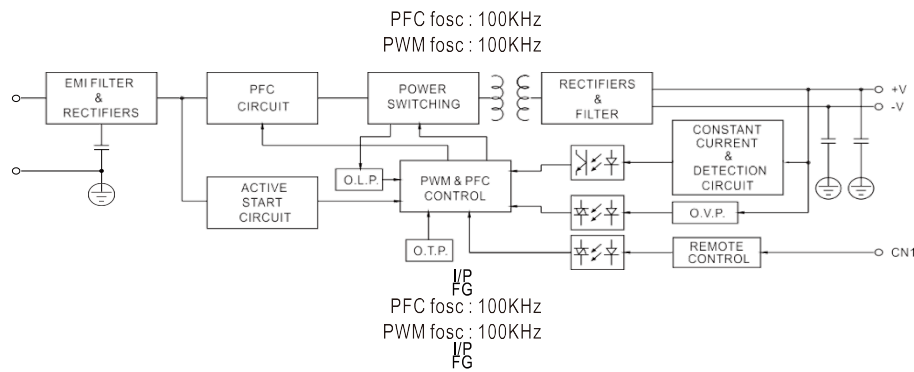 PFC fosc : 100KHz
PWM fosc : 100KHz
EMI FILTER
&
RECTIFIERS
PFC
CIRCUIT
POWER
SWITCHING
RECTIFIERS
&
FILTER
+V
-V
CONSTANT
CURRENT
&
DETECTION
CIRCUIT
O.L.P.
PWM & PFC
CONTROL
ACTIVE
START
CIRCUIT
O.V.P.
O.T.P.
REMOTE
CONTROL
CN1
I/P
FG
PFC fosc : 100KHz
PWM fosc : 100KHz
I/P
FG